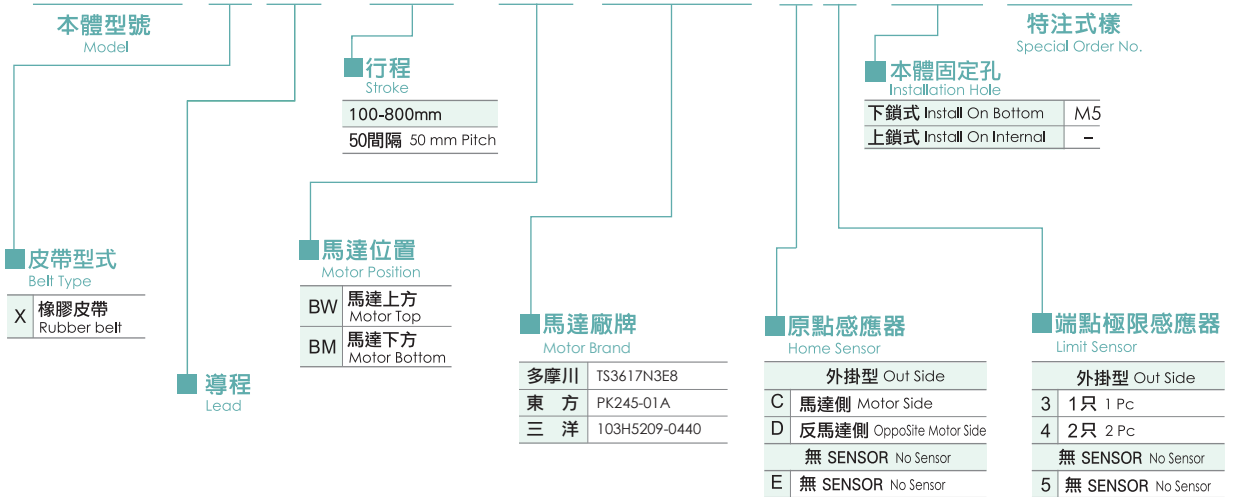 本體型號
Model
特注式樣
Special Order No.
行程
Stroke
100-800mm
50間隔 50 mm Pitch
本體固定孔
Installation Hole
下鎖式 Install On Bottom M5
上鎖式 Install On Internal –
皮帶型式
Belt Type
X 橡膠皮帶
Rubber belt
導程
Lead
馬達位置
Motor Position
BW 馬達上方
Motor Top
BM 馬達下方
Motor Bottom
馬達廠牌
Motor Brand
多摩川 TS3617N3E8
東方 PK245-01A
三洋 103H5209-0440
原點感應器
Home Sensor
外掛型 Out Side
C 馬達側 Motor Side
D 反馬達側 OppoSite Motor Side
無 SENSOR No Sensor
E 無 SENSOR No Sensor
端點極限感應器
Limit Sensor
外掛型 Out Side
3 1只 1 Pc
4 2只 2 Pc
無 SENSOR No Sensor
5 無 SENSOR No Sensor